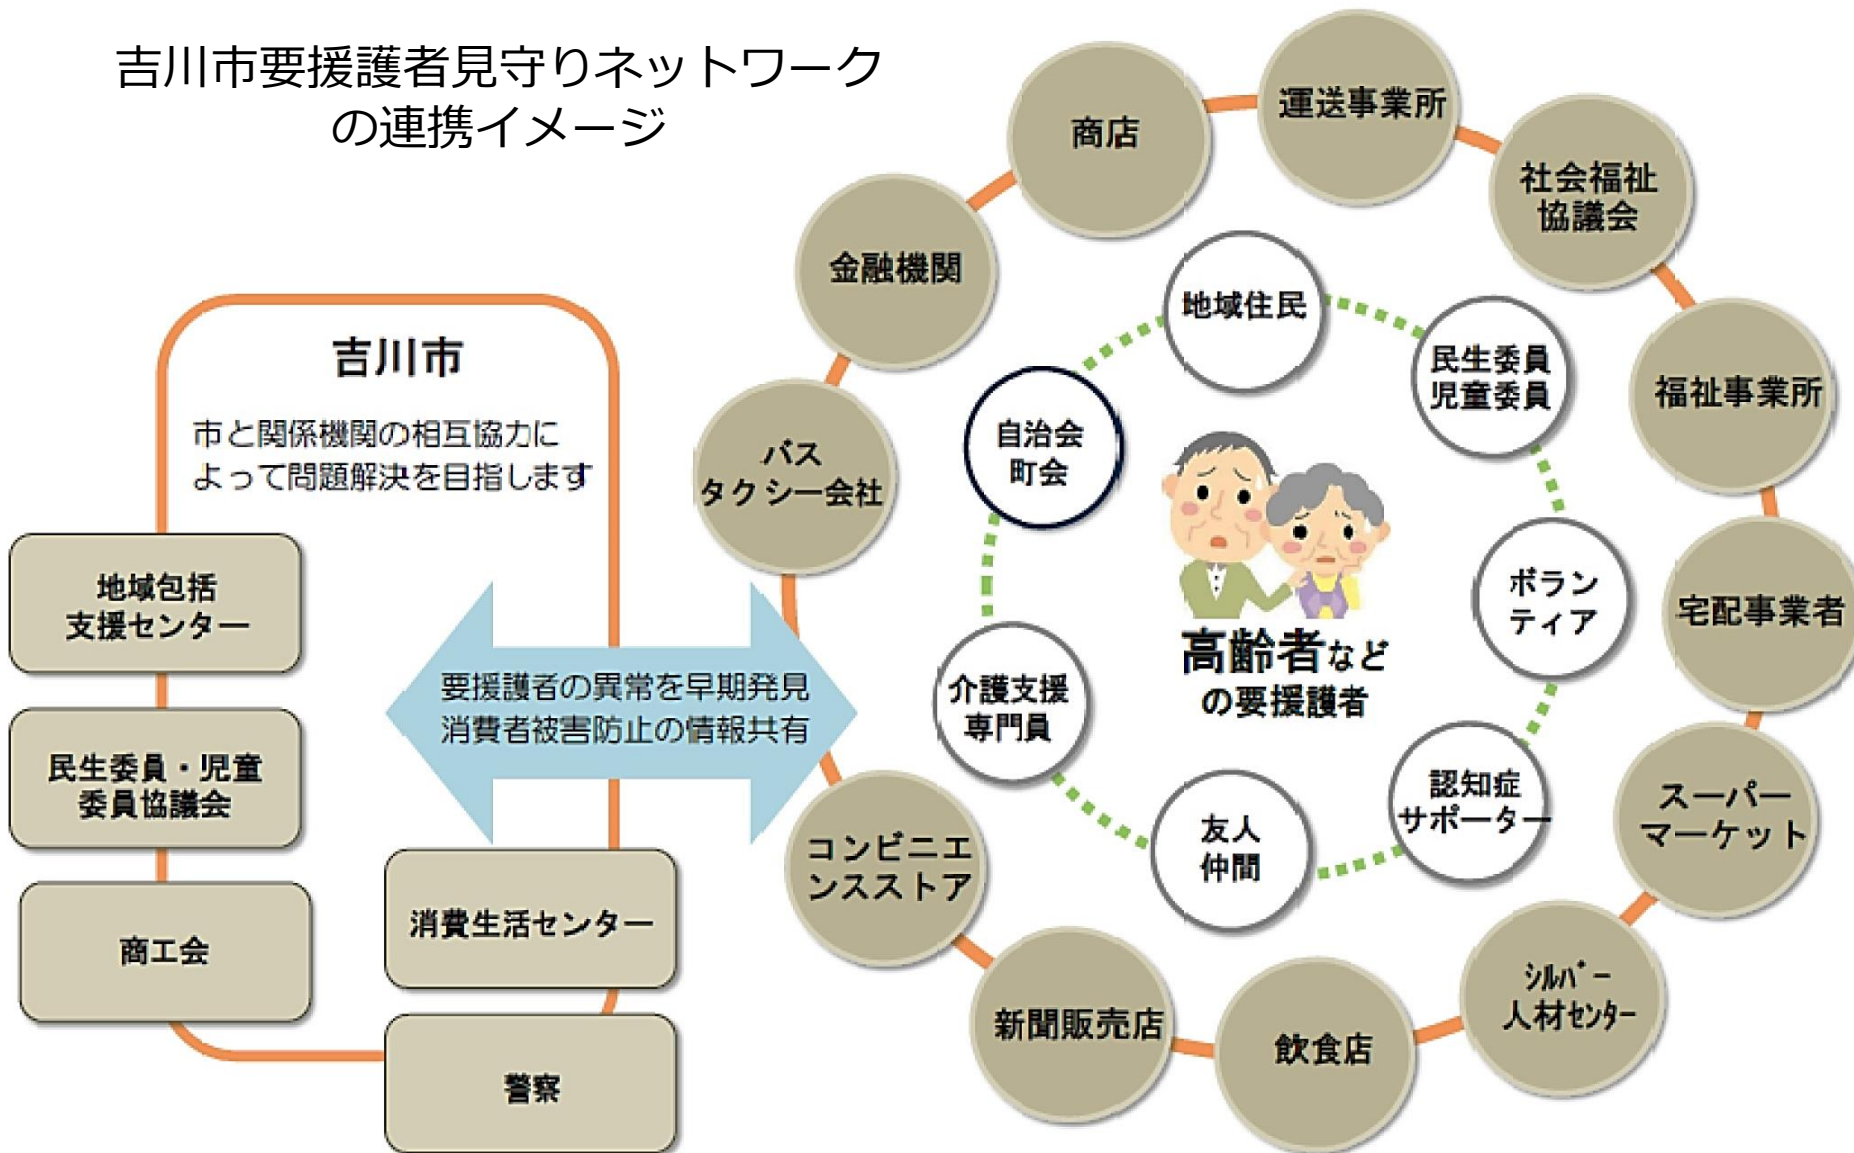 吉川市要援護者見守りネットワーク
の連携イメージ
吉川市
市と関係機関の相互協力に
よって問題解決を目指します
地域包括
支援センター
民生委員・児童
委員協議会
商工会
消費生活センター
警察
要援護者の異常を早期発見
消費者被害防止の情報共有
商店
運送事業所
社会福祉
協議会
福祉事業所
宅配事業者
スーパー
マーケット
シルバー
人材センター
飲食店
新聞販売店
コンビニエ
ンスストア
バス
タクシー会社
金融機関
地域住民
民生委員
児童委員
ボラン
ティア
認知症
サポーター
友人
仲間
介護支援
専門員
自治会
町会
高齢者など
の要援護者